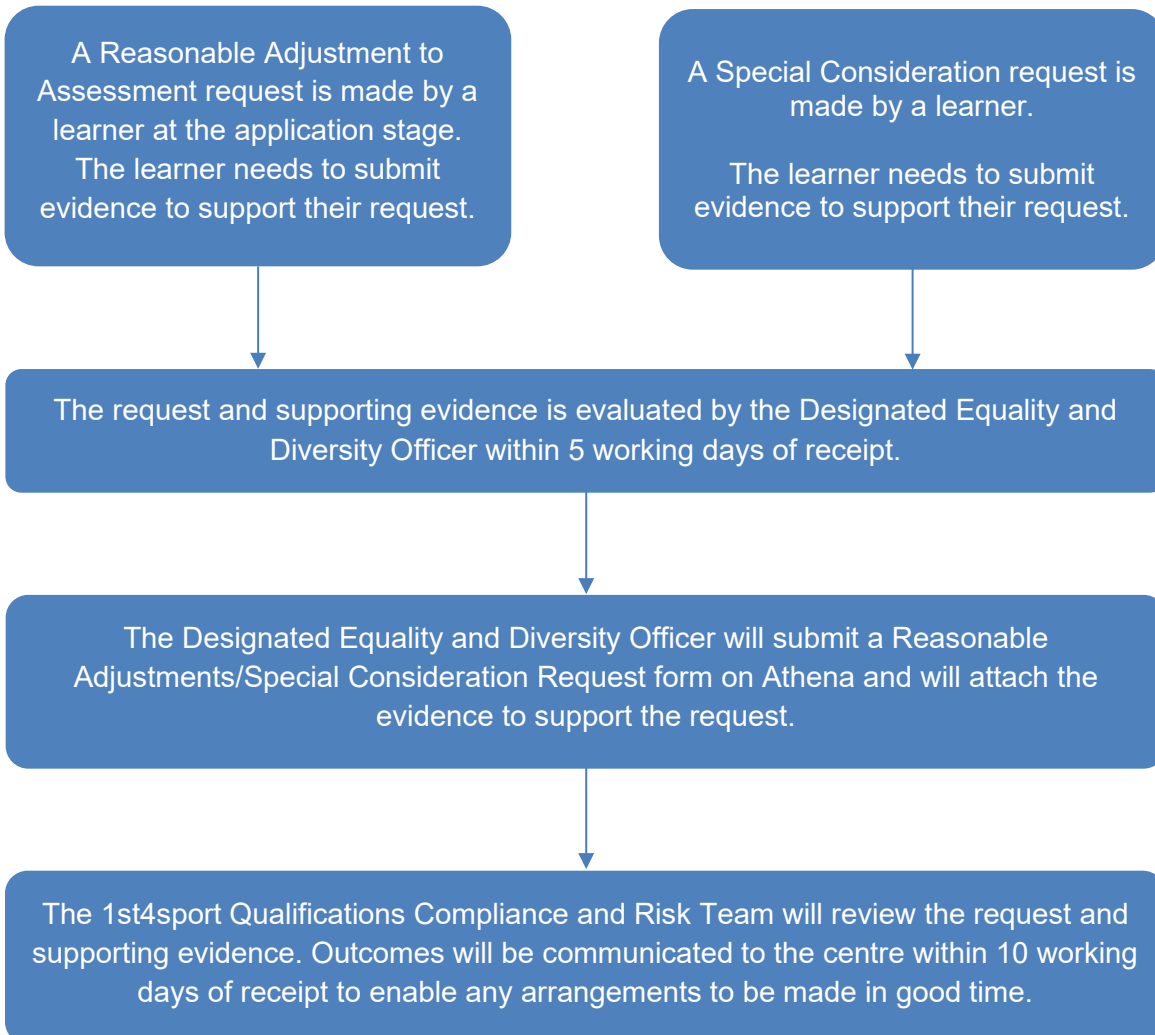 A Reasonable Adjustment to
Assessment request is made by a
learner at the application stage.
The learner needs to submit
evidence to support their request.
A Special Consideration request is
made by a learner.
The learner needs to submit
evidence to support their request.
The request and supporting evidence is evaluated by the Designated Equality and
Diversity Officer within 5 working days of receipt.
The Designated Equality and Diversity Officer will submit a Reasonable
Adjustments/Special Consideration Request form on Athena and will attach the
evidence to support the request.
The 1st4sport Qualifications Compliance and Risk Team will review the request and
supporting evidence. Outcomes will be communicated to the centre within 10 working
days of receipt to enable any arrangements to be made in good time.